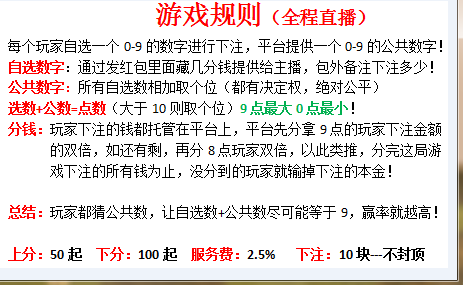 游戏规则（全程直播）
每个玩家自选一个 0-9 的数字进行下注，平台提供一个 0-9 的公共数字！
自选数字：通过发红包里面藏几分钱提供给主播，包外备注下注多少！
公共数字：所有自选数相加取个位（都有决定权，绝对公平）
选数+公数=点数（大于 10 则取个位）9 点最大 0 点最小！
分钱：玩家下注的钱都托管在平台上，平台先分拿 9 点的玩家下注金额
的双倍，如还有剩，再分 8 点玩家双倍，以此类推，分完这局游
戏下注的所有钱为止，没分到的玩家就输掉下注的本金！
总结：玩家都猜公共数，让自选数+公共数尽可能等于 9，赢率就越高！
上分：50 起 下分：100 起 服务费：2.5% 下注：10 块---不封顶